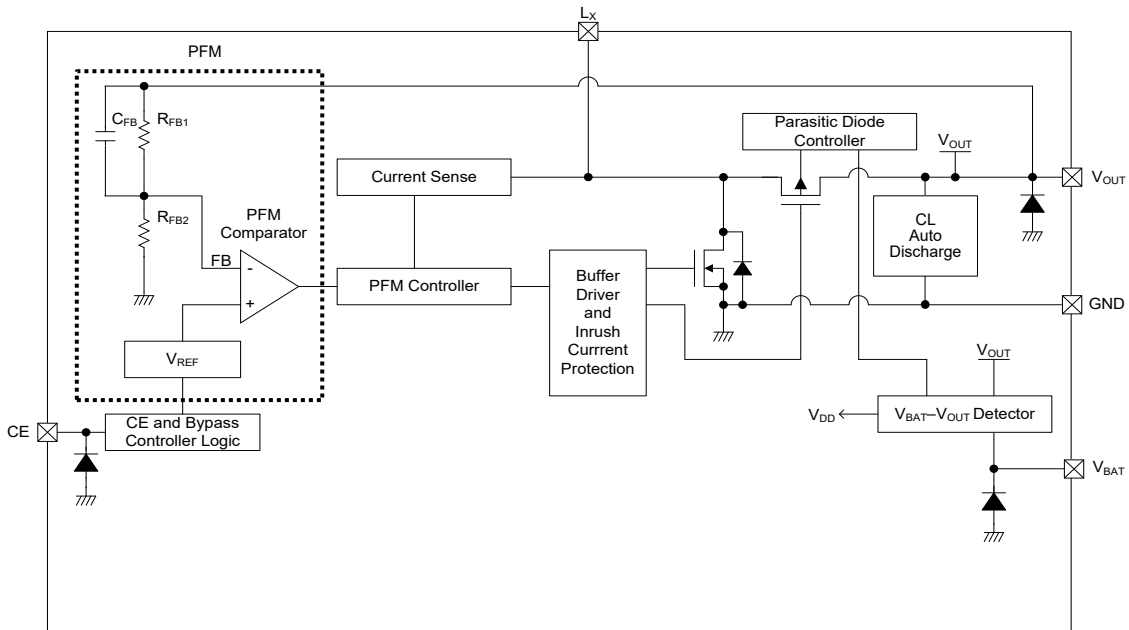 LX
PFM
CFB
RFB1
Parasitic Diode
Controller
VOUT
Current Sense
VOUT
RFB2
PFM
Comparator
CL
Auto
Discharge
FB
-
+
PFM Controller
Buffer
Driver
and
Inrush
Currrent
Protection
GND
VREF
VOUT
CE
CE and Bypass
Controller Logic
VDD
VBAT–VOUT Detector
VBAT